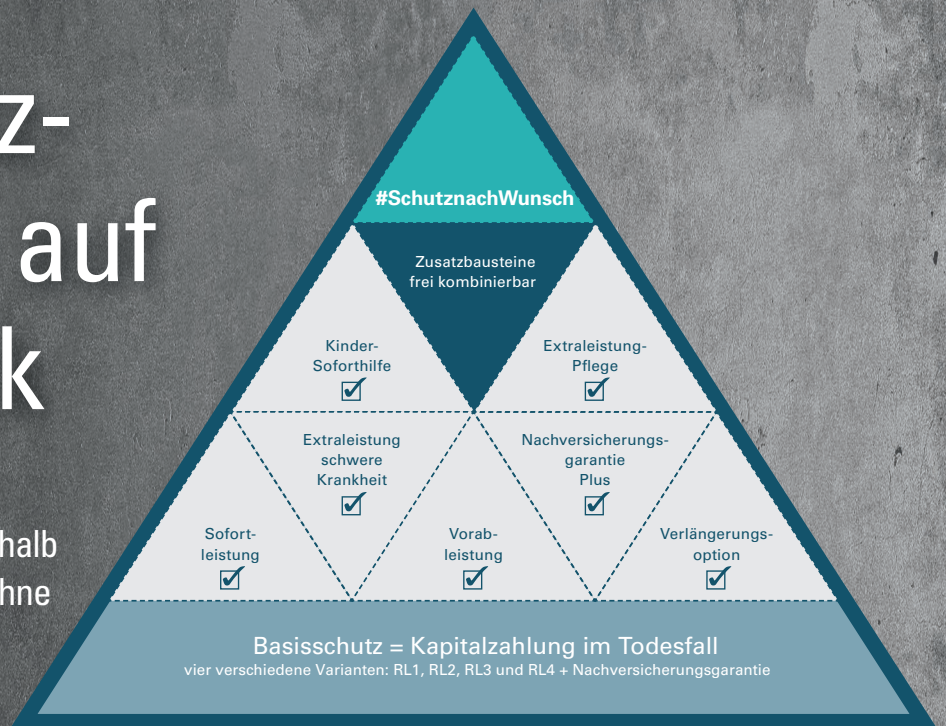 z-
auf
k
halb
hne
#SchutznachWunsch
Zusatzbausteine
frei kombinierbar
Kinder-
Soforthilfe
Extraleistung-
Pflege
Extraleistung
schwere
Krankheit
Nachversicherungs-
garantie
Plus
Sofort-
leistung
Vorab-
leistung
Verlängerungs-
option
Basisschutz = Kapitalzahlung im Todesfall
vier verschiedene Varianten: RL1, RL2, RL3 und RL4 + Nachversicherungsgarantie